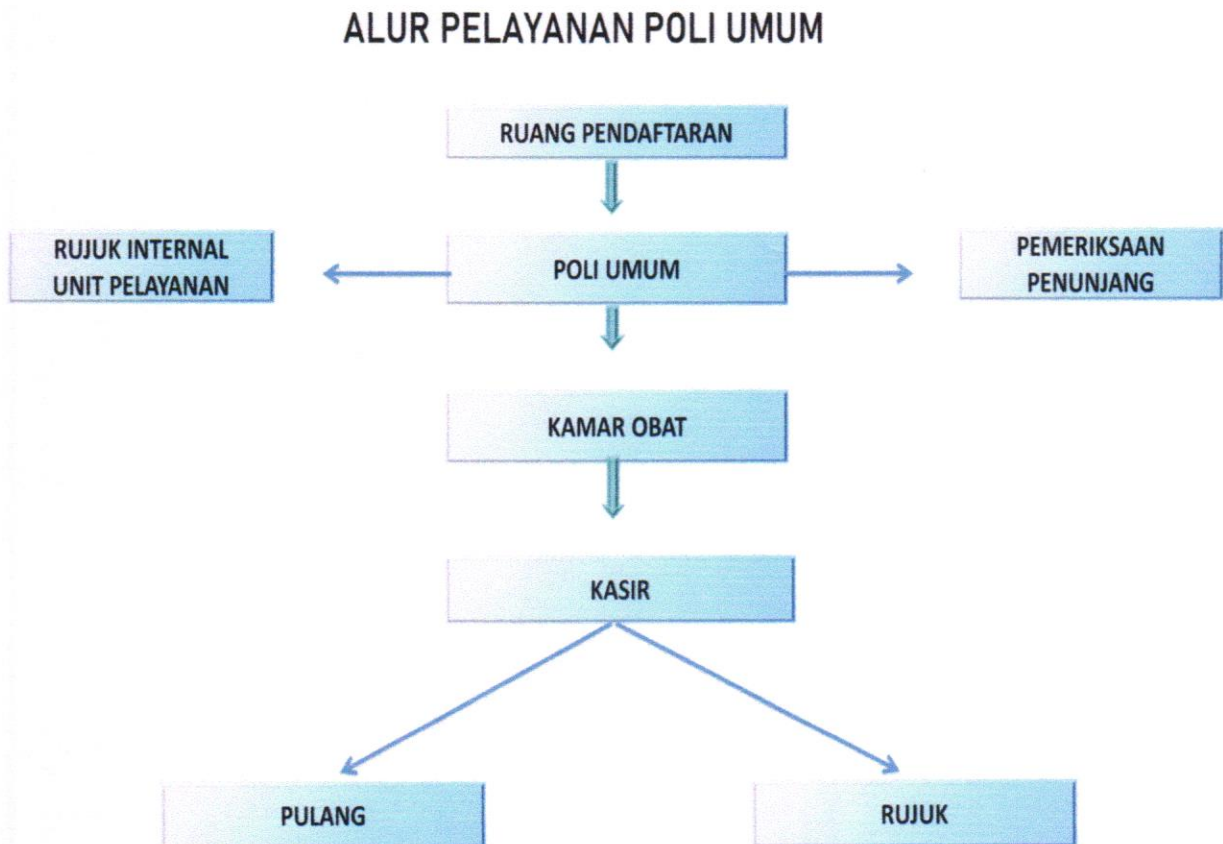 ALUR PELAYANAN POLI UMUM
RUANG PENDAFTARAN
RUJUK INTERNAL
UNIT PELAYANAN
POLI UMUM
PEMERIKSAAN
PENUNJANG
KAMAR OBAT
KASIR
PULANG
RUJUK